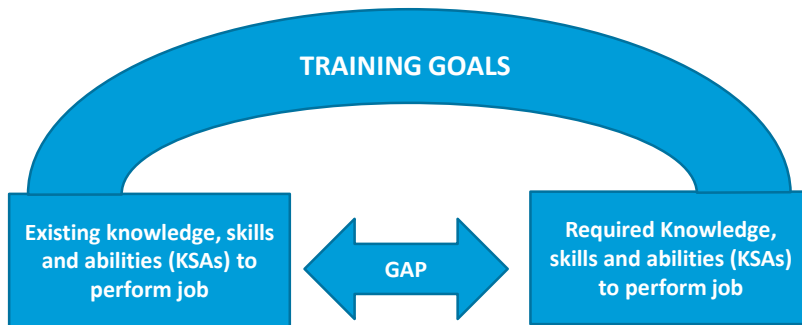 TRAINING GOALS
Existing knowledge, skills
and abilities (KSAs) to
perform job
GAP
Required Knowledge,
skills and abilities (KSAs)
to perform job